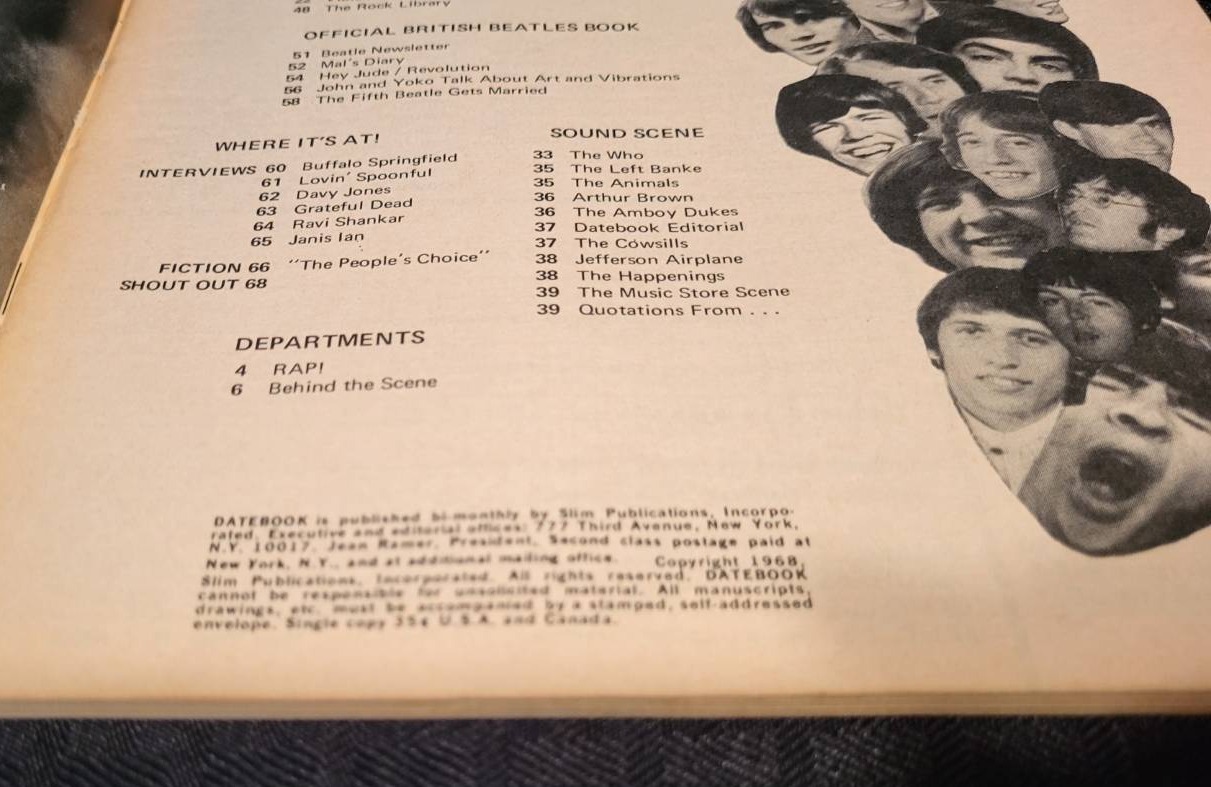 48 The Rock Library
OFFICIAL BRITISH BEATLES BOOK
51 Beatle Newsletter
52 Mal's Diary
54 Hey Jude / Revolution
56 John and Yoko Talk About Art and Vibrations
58 The Fifth Beatle Gets Married
WHERE IT'S AT!
INTERVIEWS 60 Buffalo Springfield
61 Lovin' Spoonful
62 Davy Jones
63 Grateful Dead
64 Ravi Shankar
65 Janis Ian
FICTION 66 "The People's Choice"
SHOUT OUT 68
SOUND SCENE
33 The Who
35 The Left Banke
35 The Animals
36 Arthur Brown
36 The Amboy Dukes
37 Datebook Editorial
37 The Cowsills
38 Jefferson Airplane
38 The Happenings
39 The Music Store Scene
39 Quotations From . . .
DEPARTMENTS
4 RAP!
6 Behind the Scene
DATEBOOK is published bi-monthly by Slim Publications, Incorpo-
rated. Executive and editorial offices: 777 Third Avenue, New York,
N.Y. 10017. Jean Ramer, President. Second class postage paid at
New York, N.Y., and at additional mailing office. Copyright 1968,
Slim Publications, Incorporated. All rights reserved. DATEBOOK
cannot be responsible for unsolicited material. All manuscripts,
drawings, etc. must be accompanied by a stamped, self-addressed
envelope. Single copy 35¢ U.S.A. and Canada.